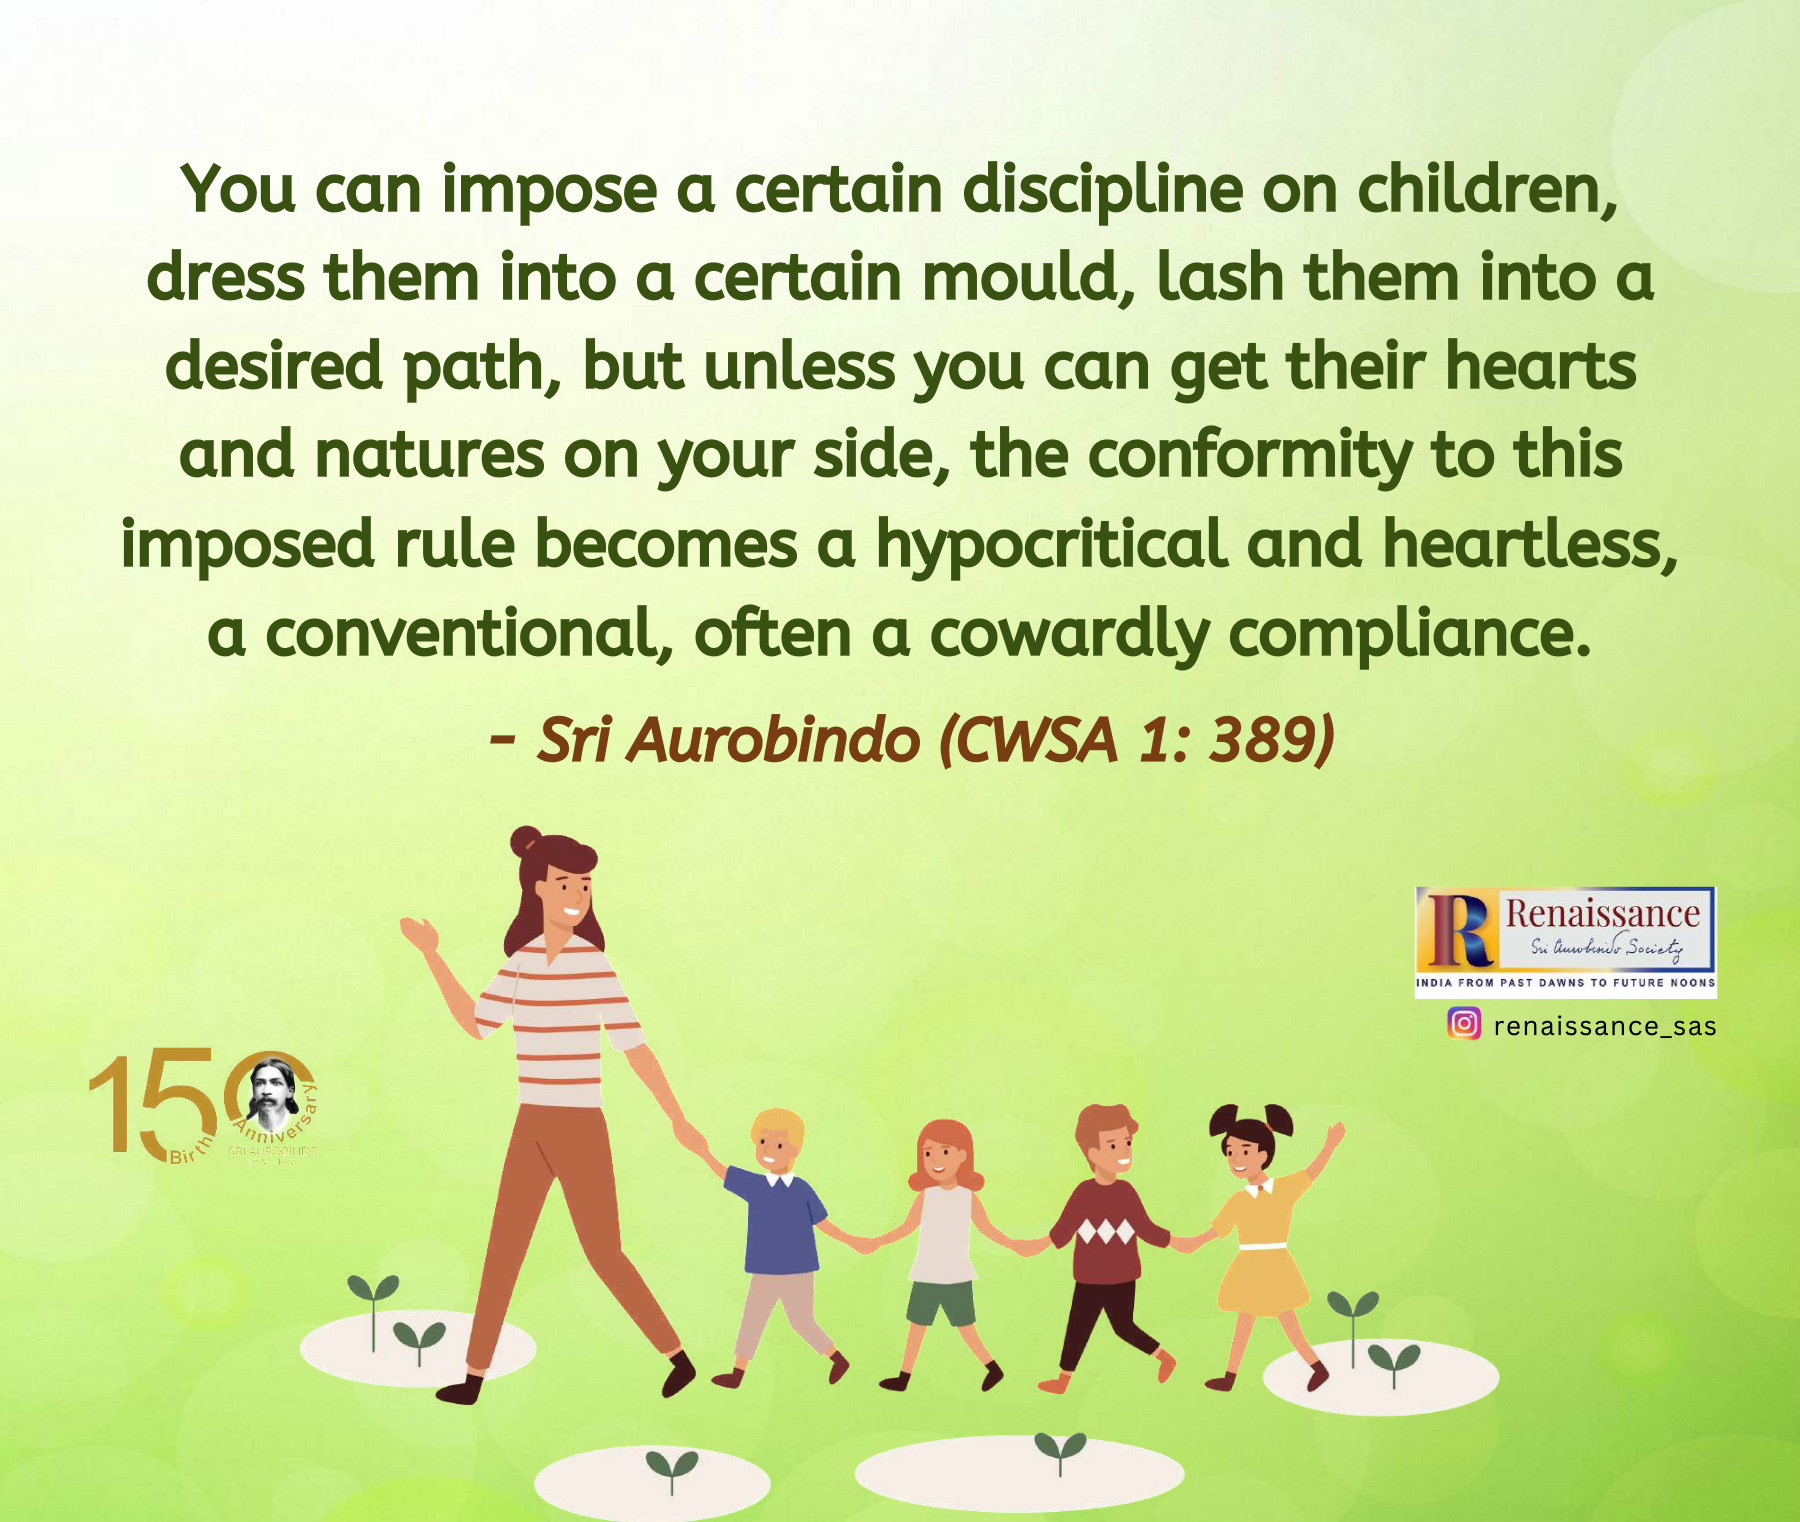 You can impose a certain discipline on children,
dress them into a certain mould, lash them into a
desired path, but unless you can get their hearts
and natures on your side, the conformity to this
imposed rule becomes a hypocritical and heartless,
a conventional, often a cowardly compliance.
- Sri Aurobindo (CWSA 1: 389)
R Renaissance
Sri Aurobindo Society
INDIA FROM PAST DAWNS TO FUTURE NOONS
renaissance_sas
150
Birth Anniversary
SRI AUROBINDO